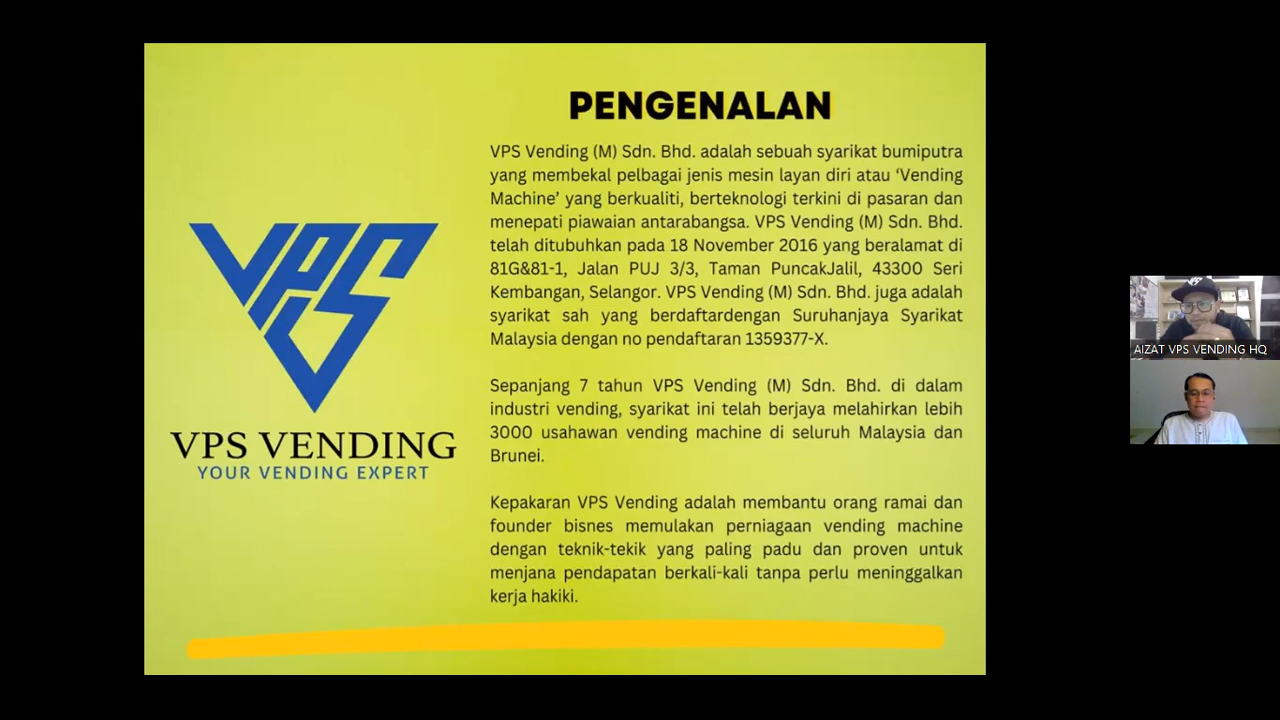 PENGENALAN
VPS Vending (M) Sdn. Bhd. adalah sebuah syarikat bumiputra
yang membekal pelbagai jenis mesin layan diri atau ‘Vending
Machine’ yang berkualiti, berteknologi terkini di pasaran dan
menepati piawaian antarabangsa. VPS Vending (M) Sdn. Bhd.
telah ditubuhkan pada 18 November 2016 yang beralamat di
81G&81-1, Jalan PUJ 3/3, Taman PuncakJalil, 43300 Seri
Kembangan, Selangor. VPS Vending (M) Sdn. Bhd. juga adalah
syarikat sah yang berdaftardengan Suruhanjaya Syarikat
Malaysia dengan no pendaftaran 1359377-X.
Sepanjang 7 tahun VPS Vending (M) Sdn. Bhd. di dalam
industri vending, syarikat ini telah berjaya melahirkan lebih
3000 usahawan vending machine di seluruh Malaysia dan
Brunei.
Kepakaran VPS Vending adalah membantu orang ramai dan
founder bisnes memulakan perniagaan vending machine
dengan teknik-tekik yang paling padu dan proven untuk
menjana pendapatan berkali-kali tanpa perlu meninggalkan
kerja hakiki.
VPS
VPS VENDING
YOUR VENDING EXPERT
AIZAT VPS VENDING HQ